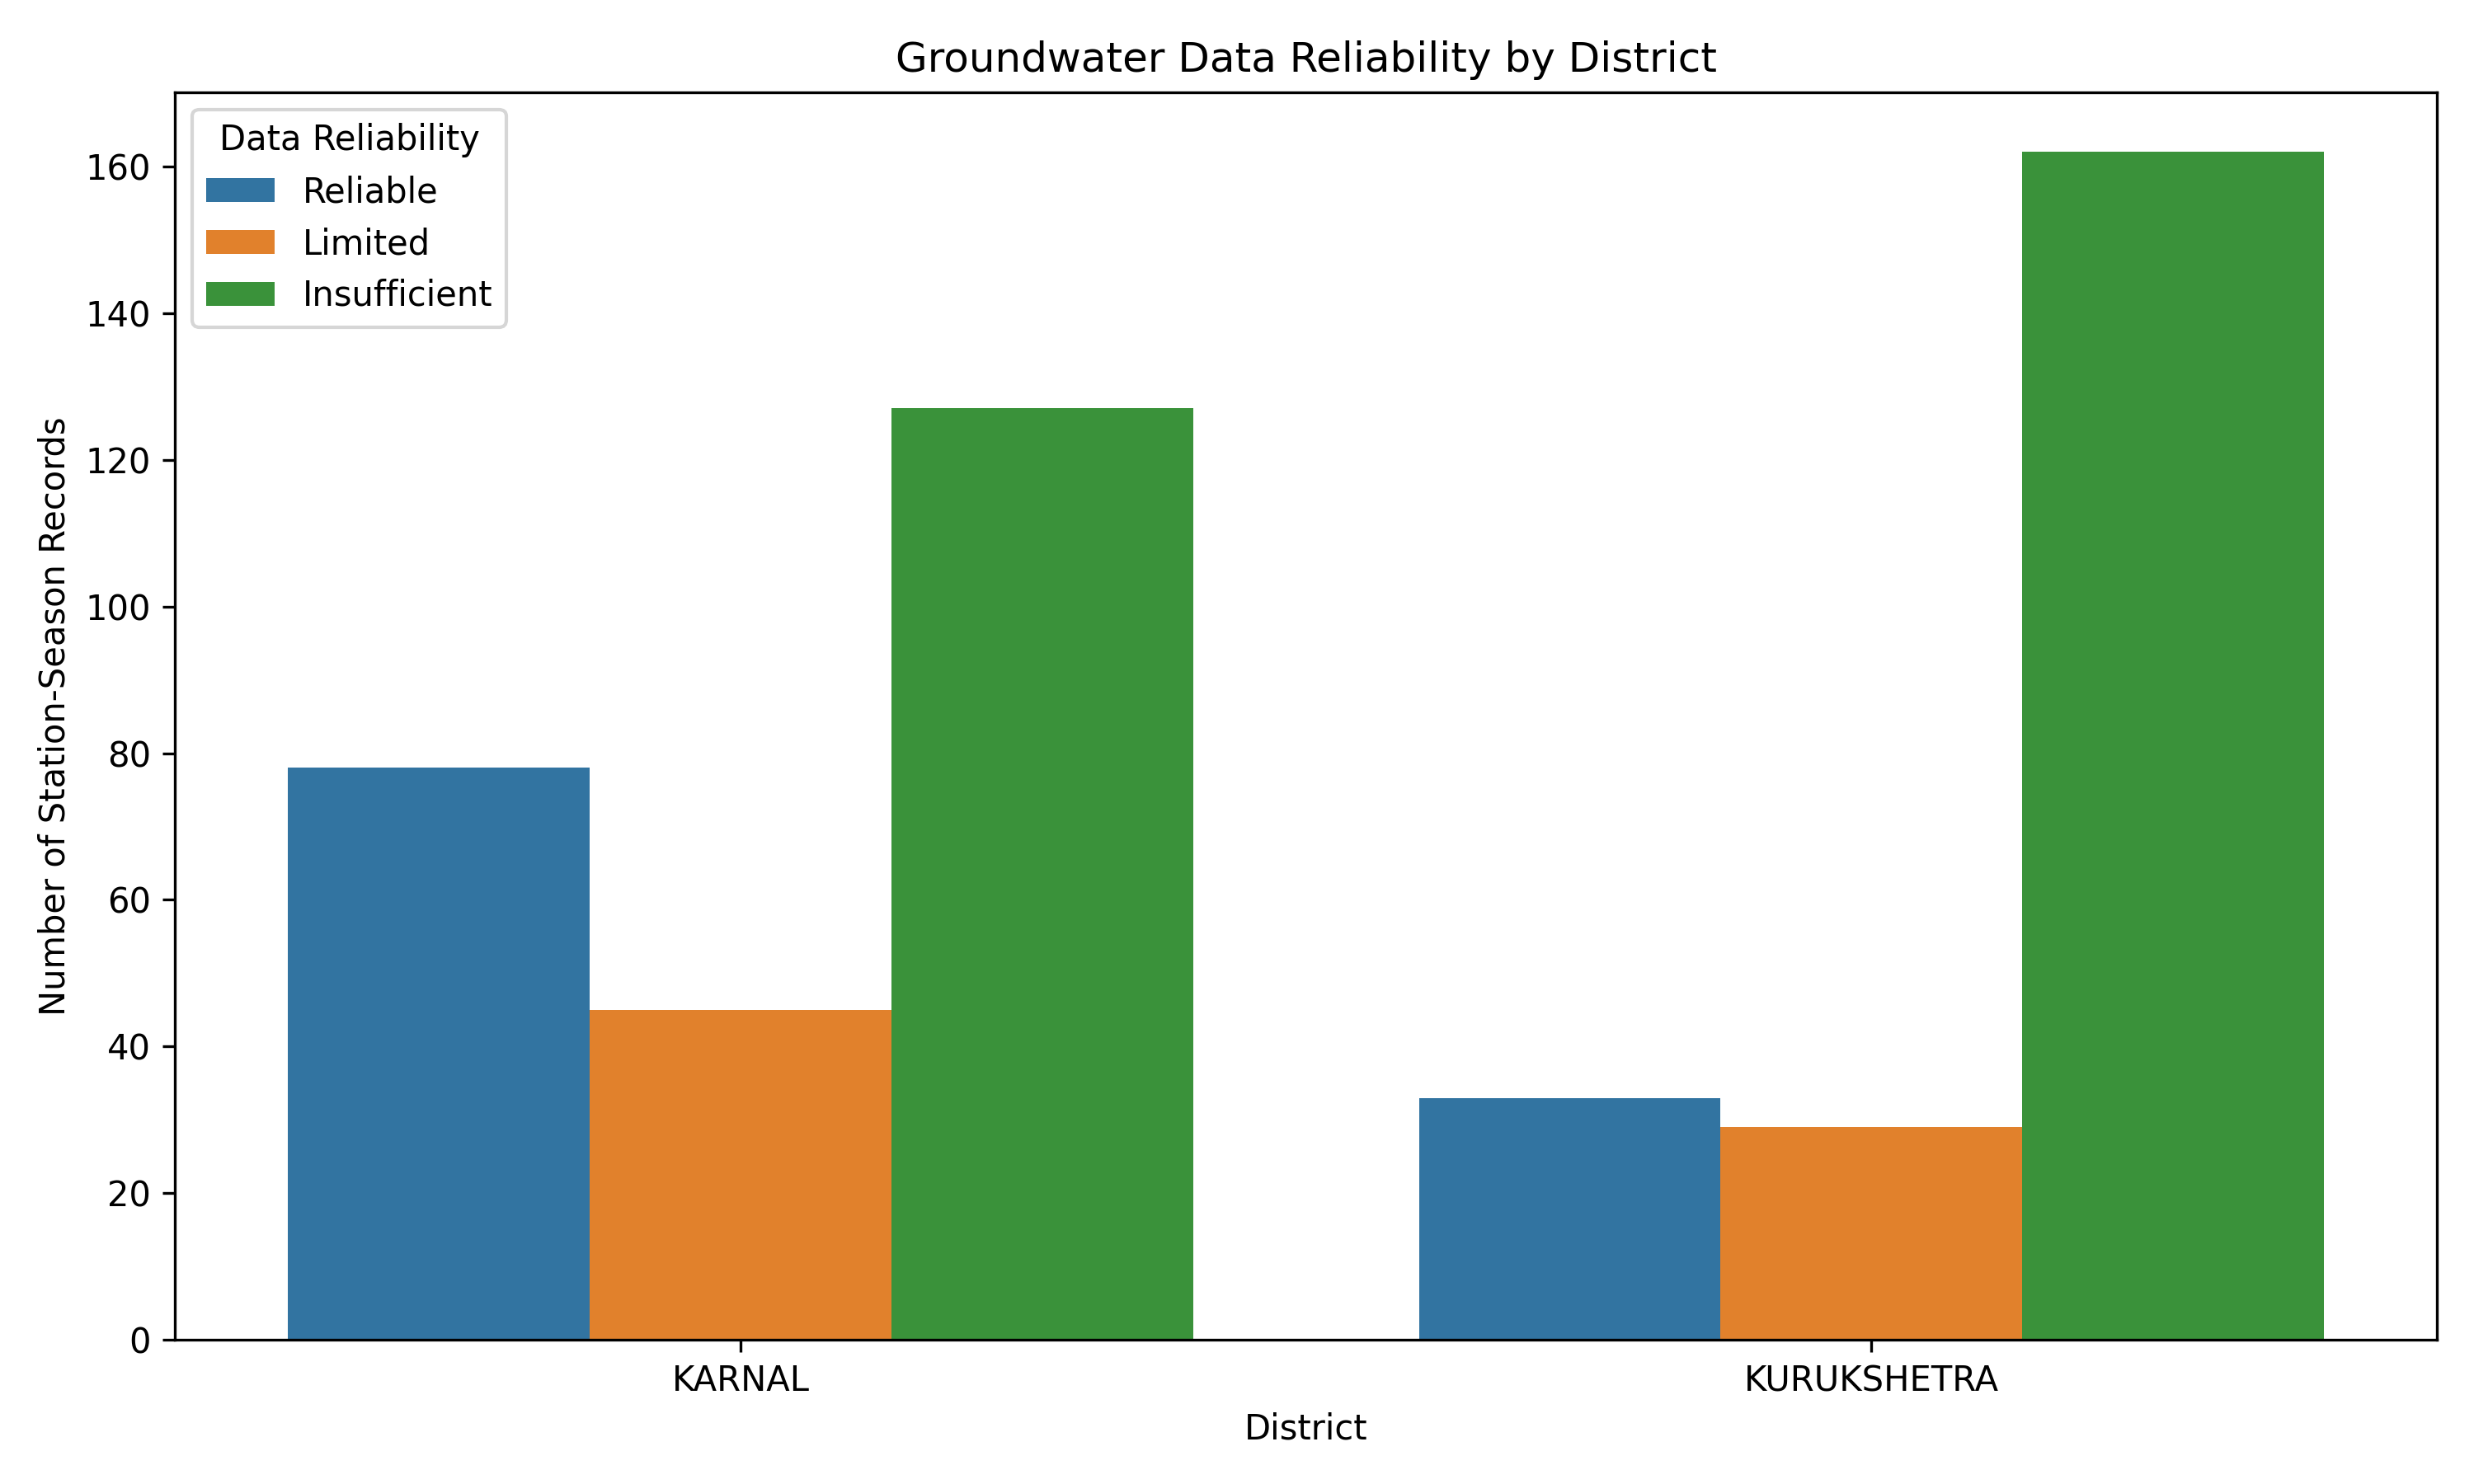 Groundwater Data Reliability by District
Data Reliability
Reliable
Limited
Insufficient
Number of Station-Season Records
160
140
120
100
80
60
40
20
0
KARNAL
KURUKSHETRA
District